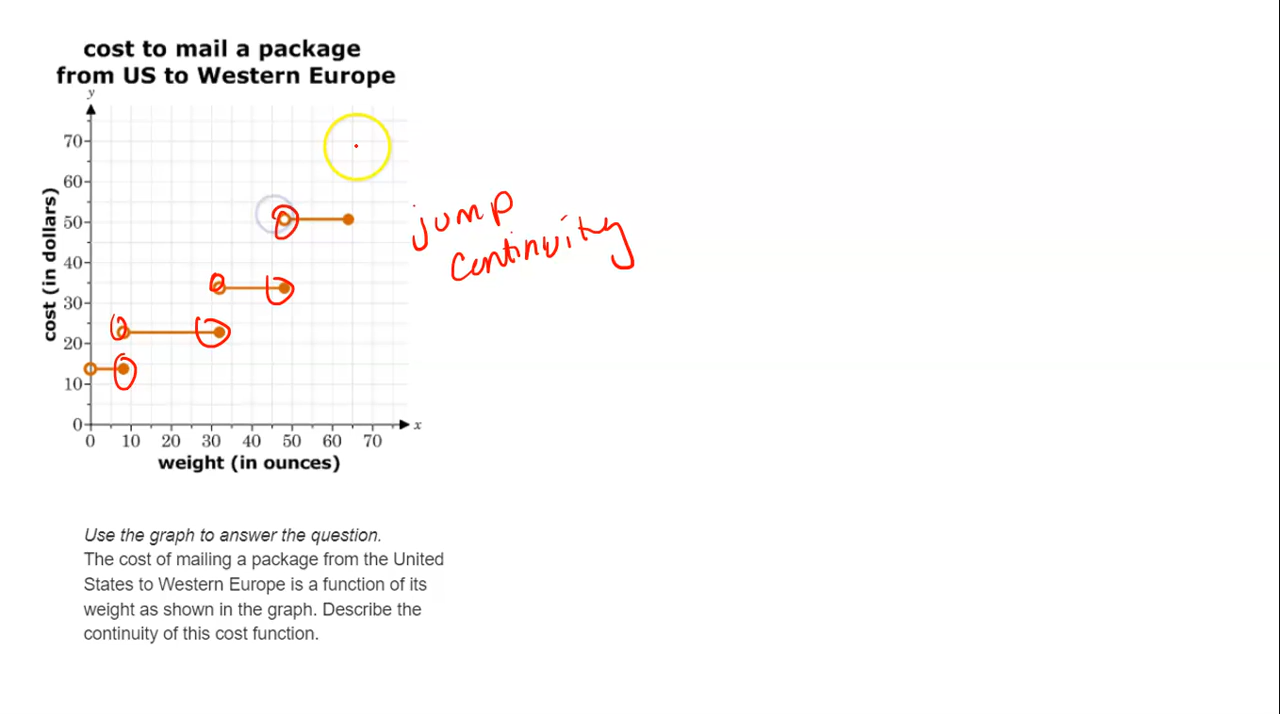 cost to mail a package
from US to Western Europe
y
70
60
50
40
30
20
10
0
cost (in dollars)
0 10 20 30 40 50 60 70
x
weight (in ounces)
jump
continuity
Use the graph to answer the question.
The cost of mailing a package from the United
States to Western Europe is a function of its
weight as shown in the graph. Describe the
continuity of this cost function.